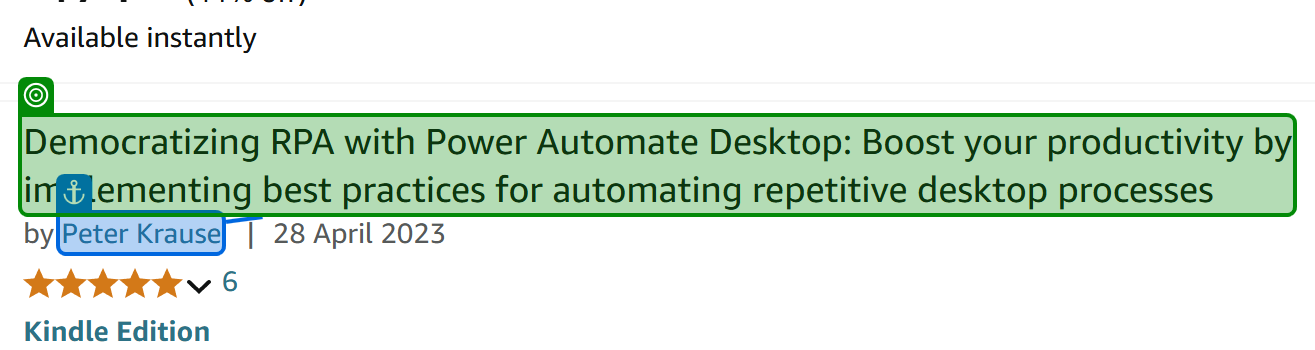 Available instantly
Democratizing RPA with Power Automate Desktop: Boost your productivity by
implementing best practices for automating repetitive desktop processes
by Peter Krause | 28 April 2023
6
Kindle Edition